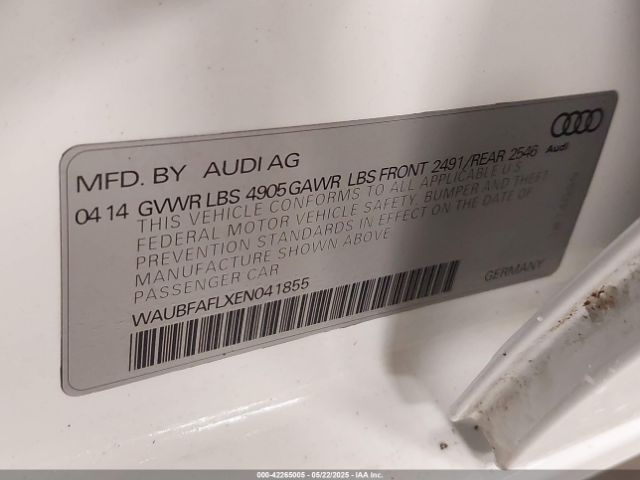 MFD. BY AUDI AG
Audi
04 14 GVWR LBS 4905 GAWR LBS FRONT 2491/REAR 2546
THIS VEHICLE CONFORMS TO ALL APPLICABLE U.S.
FEDERAL MOTOR VEHICLE SAFETY, BUMPER AND THEFT
PREVENTION STANDARDS IN EFFECT ON THE DATE OF
MANUFACTURE SHOWN ABOVE
PASSENGER CAR
WAUBFAFLXEN041855
GERMANY
000-42265005 - 05/22/2025 - IAAI.com